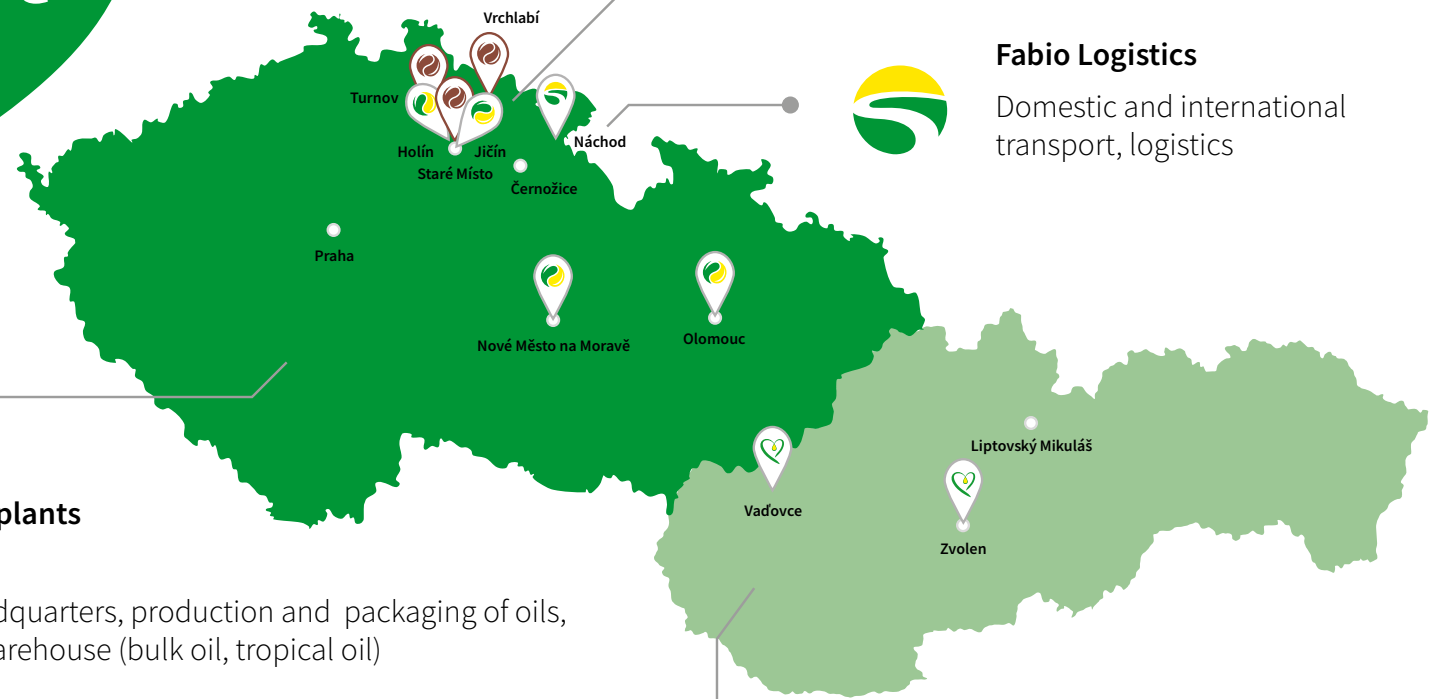 Vrchlabí
Turnov
Holín
Jičín
Staré Místo
Náchod
Černožice
Praha
Nové Město na Moravě
Olomouc
Liptovský Mikuláš
Vaďovce
Zvolen
Fabio Logistics
Domestic and international
transport, logistics
plants
dquarters, production and packaging of oils,
arehouse (bulk oil, tropical oil)